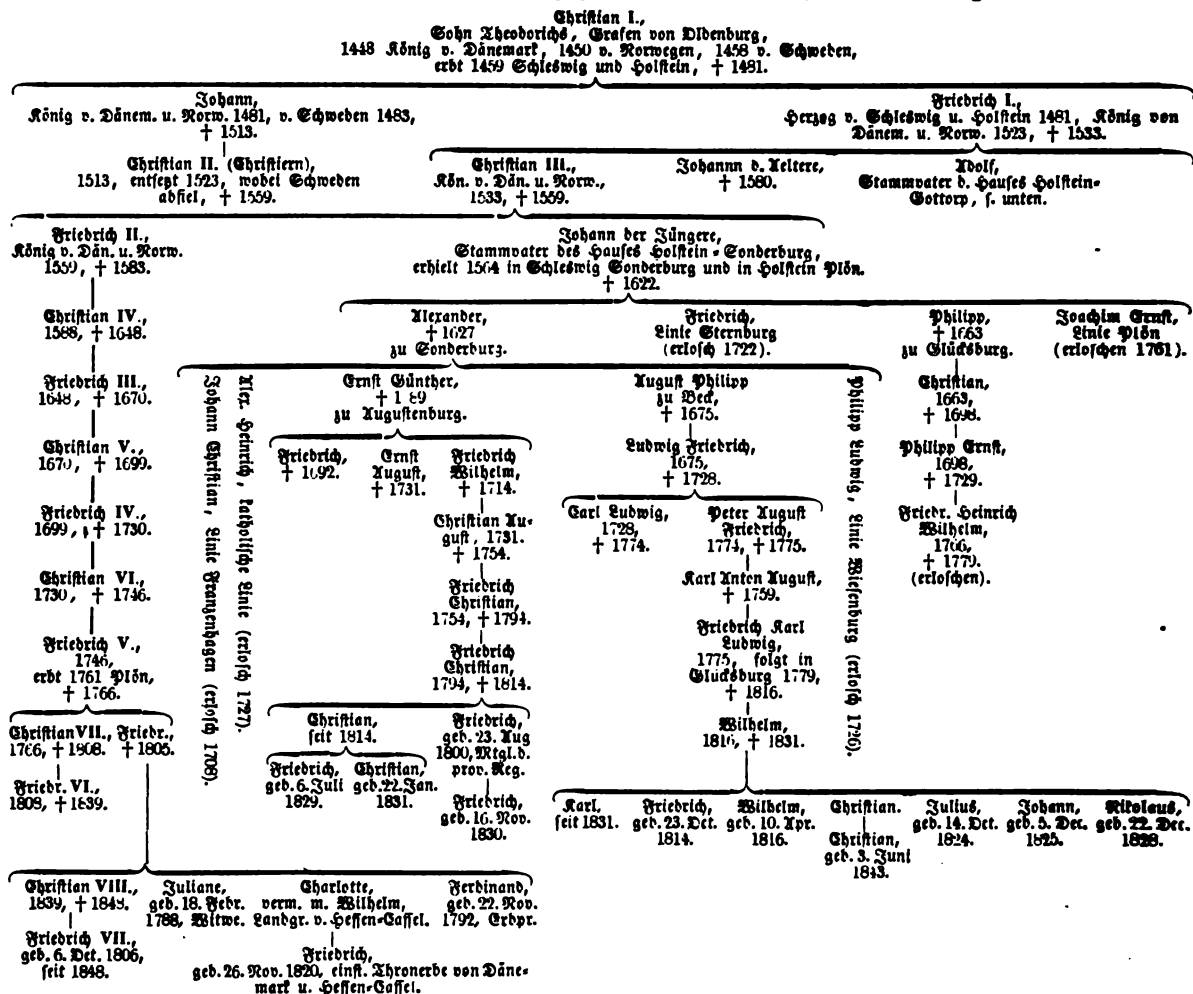 Christian I.,
Sohn Theodorichs, Grafen von Oldenburg,
1448 König v. Dänemark, 1450 v. Norwegen, 1458 v. Schweden,
erbt 1459 Schleswig und Holstein, † 1481.
Johann,
König v. Dänem. u. Norw. 1481, v. Schweden 1483,
† 1513.
Friedrich I.,
Herzog v. Schleswig u. Holstein 1481, König von
Dänem. u. Norw. 1523, † 1533.
Christian II. (Christiern),
1513, entsetzt 1523, wobei Schweden
abfiel, † 1559.
Christian III.,
Kön. v. Dän. u. Norw.,
1533, † 1559.
Johann d. Aeltere,
† 1580.
Adolf,
Stammvater d. Hauses Holstein-
Gottorp, s. unten.
Friedrich II.,
König v. Dän. u. Norw.
1559, † 1583.
Johann der Jüngere,
Stammvater des Hauses Holstein-Sonderburg,
erhielt 1564 in Schleswig Sonderburg und in Holstein Plön.
† 1622.
Christian IV.,
1588, † 1648.
Alexander,
† 1627
zu Sonderburg.
Friedrich,
Linie Sternburg
(erlosch 1722).
Philipp,
† 1663
zu Glücksburg.
Joachim Ernst,
Linie Plön
(erloschen 1761).
Friedrich III.,
1648, † 1670.
Johann Christian, Linie Franzenhagen (erlosch 1708).
Alex. Heinrich, katholische Linie (erlosch 1727).
Ernst Günther,
† 1 89
zu Augustenburg.
August Philipp
zu Beck,
† 1675.
Philipp Ludwig, Linie Wiesenburg (erlosch 1726).
Christian,
1663,
† 1698.
Christian V.,
1670, † 1699.
Friedrich,
† 1692.
Ernst
August,
† 1731.
Friedrich
Wilhelm,
† 1714.
Ludwig Friedrich,
1675,
† 1728.
Philipp Ernst,
1698,
† 1729.
Friedrich IV.,
1699, † 1730.
Christian Au-
gust, 1731.
† 1754.
Carl Ludwig,
1728,
† 1774.
Peter August
Friedrich,
1774, † 1775.
Friedr. Heinrich
Wilhelm,
1766,
† 1779.
(erloschen).
Christian VI.,
1730, † 1746.
Friedrich
Christian,
1754, † 1794.
Karl Anton August,
† 1759.
Friedrich V.,
1746,
erbt 1761 Plön,
† 1766.
Friedrich
Christian,
1794, † 1814.
Friedrich Karl
Ludwig,
1775, folgt in
Glücksburg 1779,
† 1816.
Christian VII.,
1766, † 1808.
Friedr.,
† 1805.
Christian,
seit 1814.
Friedrich,
geb. 23. Aug
1800, Mtgl. d.
prov. Reg.
Wilhelm,
1816, † 1831.
Friedr. VI.,
1808, † 1839.
Friedrich,
geb. 6. Juli
1829.
Christian,
geb. 22. Jan.
1831.
Friedrich,
geb. 16. Nov.
1830.
Karl,
seit 1831.
Friedrich,
geb. 23. Oct.
1814.
Wilhelm,
geb. 10. Apr.
1816.
Christian.
Christian,
geb. 3. Juni
1843.
Julius,
geb. 14. Oct.
1824.
Johann,
geb. 5. Dec.
1825.
Nikolaus,
geb. 22. Dec.
1828.
Christian VIII.,
1839, † 1848.
Juliane,
geb. 18. Febr.
1788, Witwe.
Charlotte,
verm. m. Wilhelm,
Landgr. v. Hessen-Cassel.
Ferdinand,
geb. 22. Nov.
1792, Erbpr.
Friedrich VII.,
geb. 6. Oct. 1806,
seit 1848.
Friedrich,
geb. 26. Nov. 1820, einst. Thronerbe von Däne-
mark u. Hessen-Cassel.